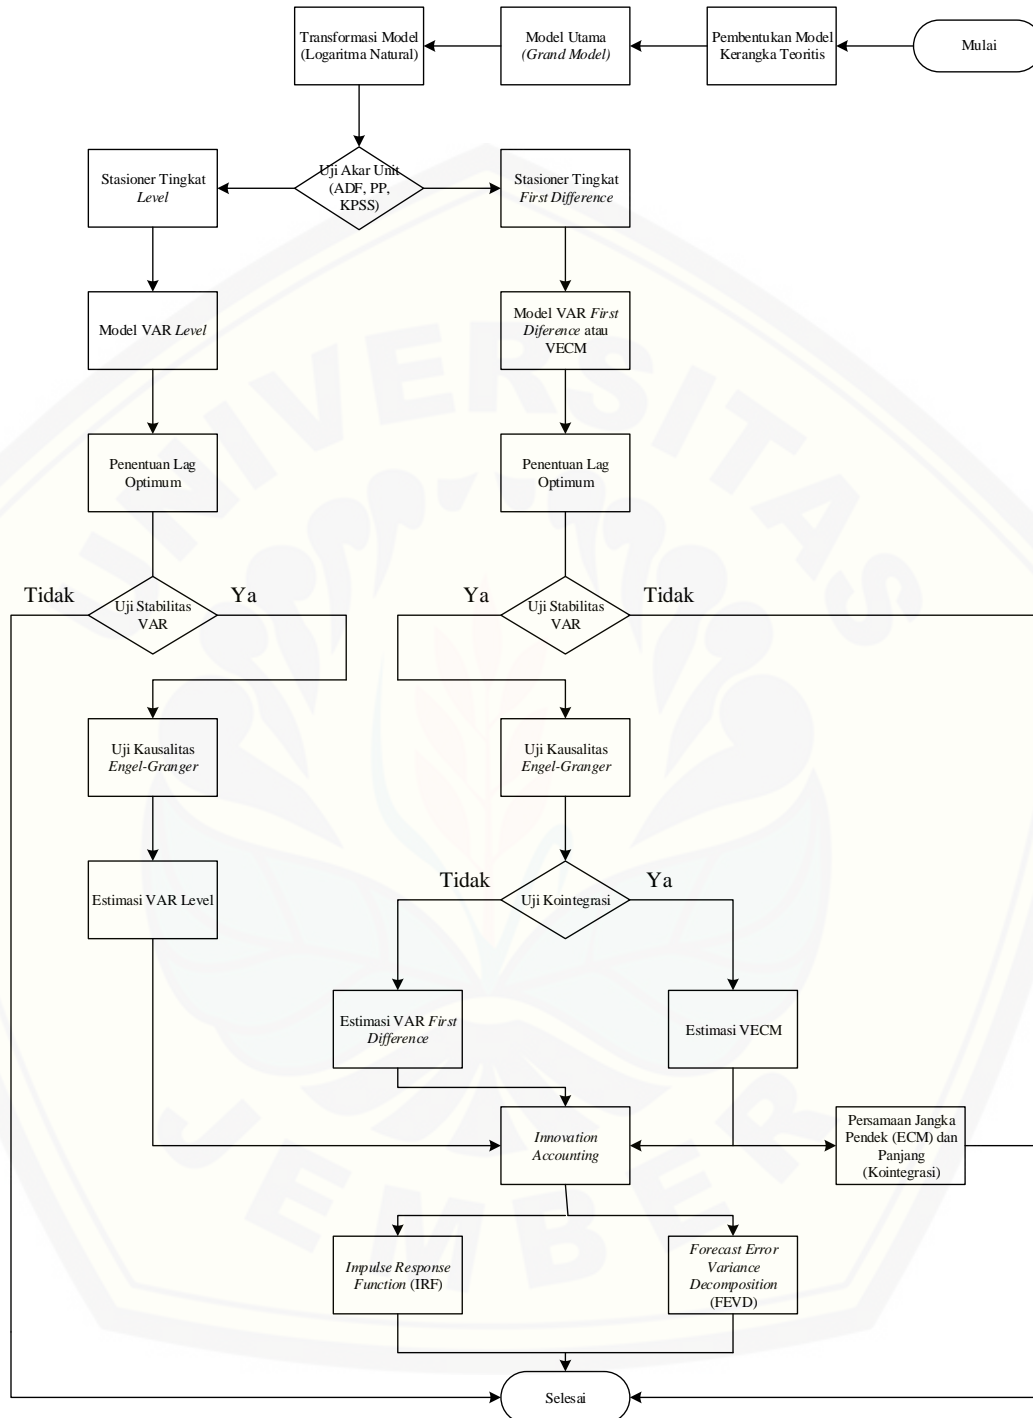 Mulai
Pembentukan Model
Kerangka Teoritis
Model Utama
(Grand Model)
Transformasi Model
(Logaritma Natural)
Uji Akar Unit
(ADF, PP,
KPSS)
Stasioner Tingkat
Level
Stasioner Tingkat
First Difference
Model VAR Level
Model VAR First
Diference atau
VECM
Penentuan Lag
Optimum
Penentuan Lag
Optimum
Tidak
Uji Stabilitas
VAR
Ya
Ya
Uji Stabilitas
VAR
Tidak
Uji Kausalitas
Engel-Granger
Uji Kausalitas
Engel-Granger
Estimasi VAR Level
Tidak
Uji Kointegrasi
Ya
Estimasi VAR First
Difference
Estimasi VECM
Innovation
Accounting
Persamaan Jangka
Pendek (ECM) dan
Panjang
(Kointegrasi)
Impulse Response
Function (IRF)
Forecast Error
Variance
Decomposition
(FEVD)
Selesai
UNIVERSITAS
JEMBER